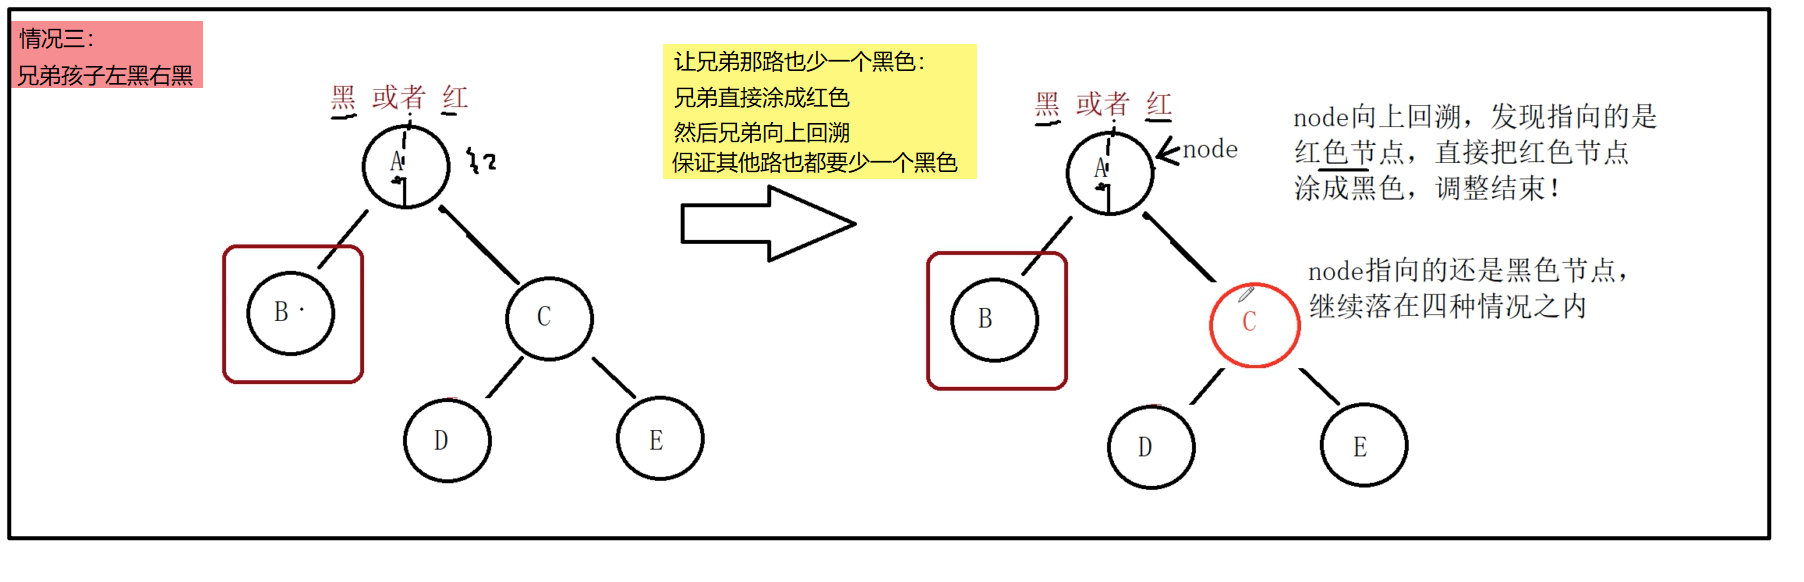 情况三：
兄弟孩子左黑右黑
黑 或者 红
A
B
C
D
E
让兄弟那路也少一个黑色：
兄弟直接涂成红色
然后兄弟向上回溯
保证其他路也都要少一个黑色
黑 或者 红
A
node
B
C
D
E
node向上回溯，发现指向的是
红色节点，直接把红色节点
涂成黑色，调整结束！
node指向的还是黑色节点，
继续落在四种情况之内